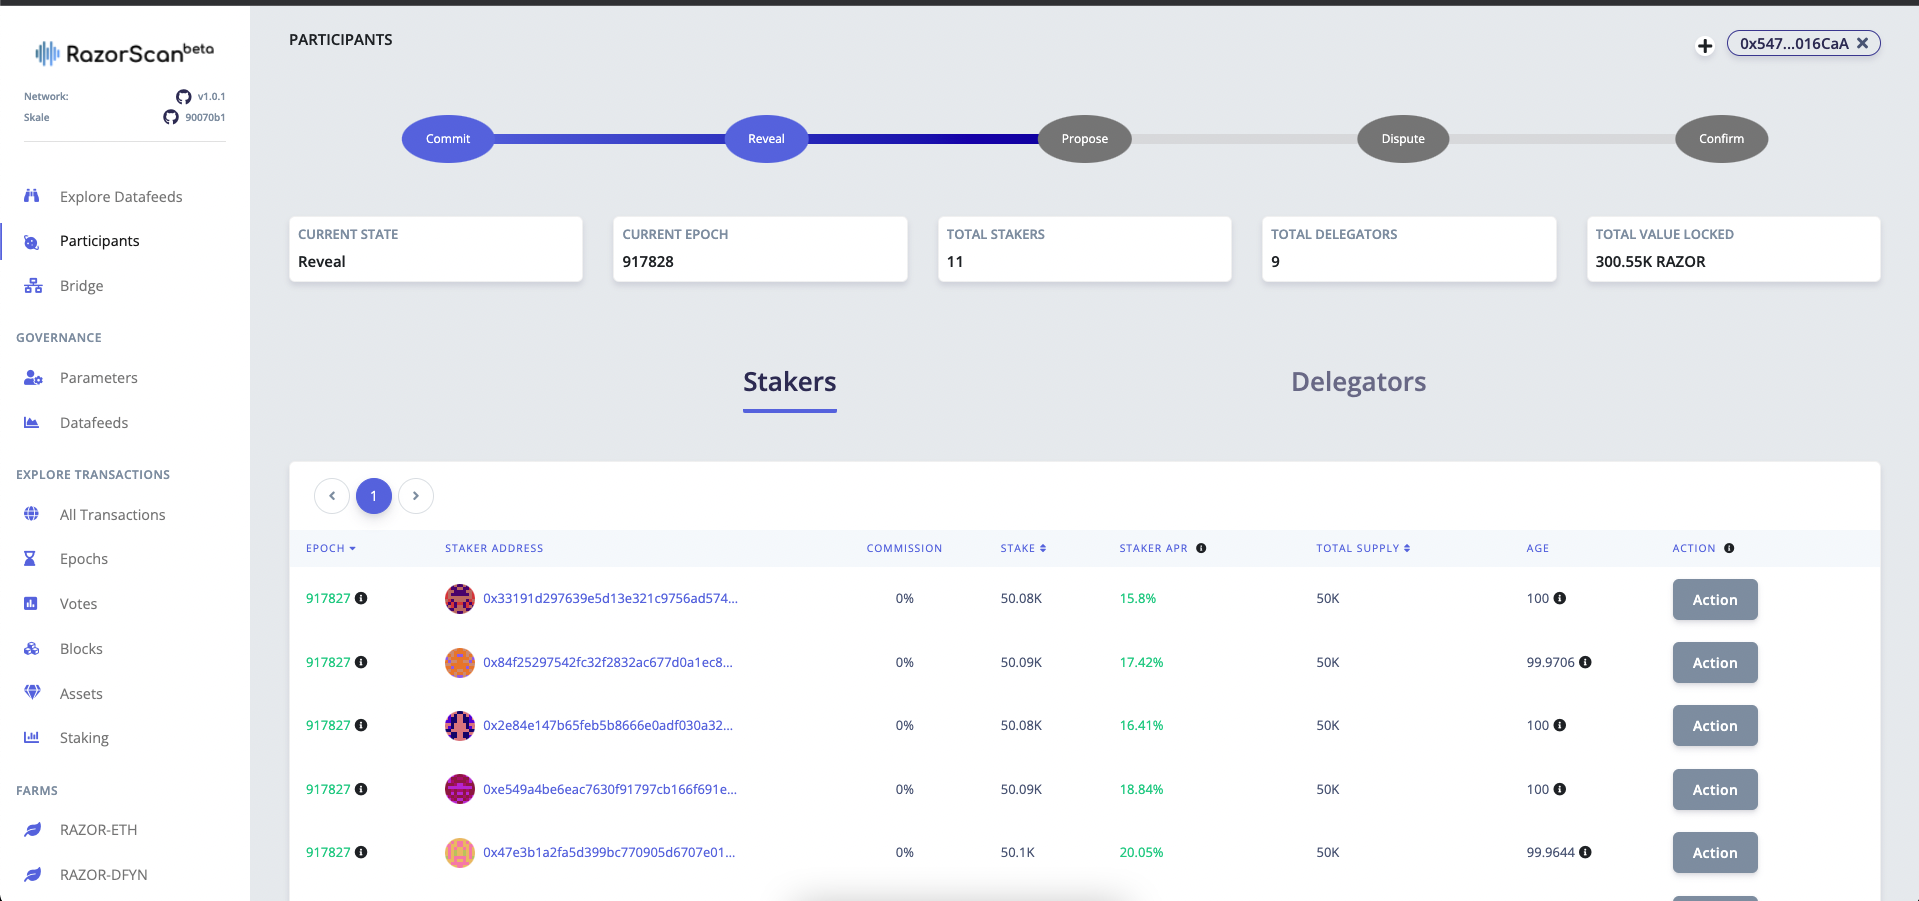 RazorScan beta
Network:
v1.0.1
Skale
90070b1
Explore Datafeeds
Participants
Bridge
GOVERNANCE
Parameters
Datafeeds
EXPLORE TRANSACTIONS
All Transactions
Epochs
Votes
Blocks
Assets
Staking
FARMS
RAZOR-ETH
RAZOR-DFYN
PARTICIPANTS
0x547...016CaA
Commit Reveal Propose Dispute Confirm
CURRENT STATE
Reveal
CURRENT EPOCH
917828
TOTAL STAKERS
11
TOTAL DELEGATORS
9
TOTAL VALUE LOCKED
300.55K RAZOR
Stakers Delegators
1
EPOCH STAKER ADDRESS COMMISSION STAKE STAKER APR TOTAL SUPPLY AGE ACTION
917827 0x33191d297639e5d13e321c9756ad574... 0% 50.08K 15.8% 50K 100 Action
917827 0x84f25297542fc32f2832ac677d0a1ec8... 0% 50.09K 17.42% 50K 99.9706 Action
917827 0x2e84e147b65feb5b8666e0adf030a32... 0% 50.08K 16.41% 50K 100 Action
917827 0xe549a4be6eac7630f91797cb166f691e... 0% 50.09K 18.84% 50K 100 Action
917827 0x47e3b1a2fa5d399bc770905d6707e01... 0% 50.1K 20.05% 50K 99.9644 Action